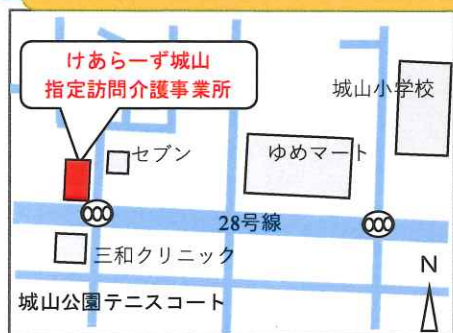 けあらーず城山
指定訪問介護事業所
城山小学校
セブン
ゆめマート
28号線
三和クリニック
N
城山公園テニスコート